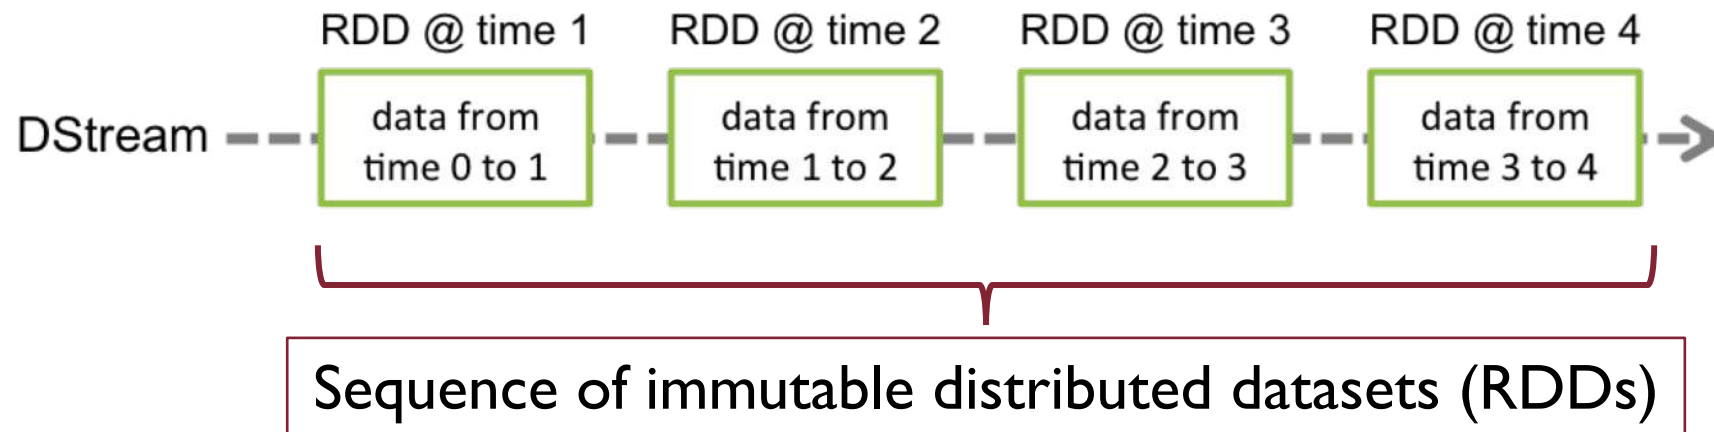 RDD @ time 1
RDD @ time 2
RDD @ time 3
RDD @ time 4
DStream
data from
time 0 to 1
data from
time 1 to 2
data from
time 2 to 3
data from
time 3 to 4
Sequence of immutable distributed datasets (RDDs)